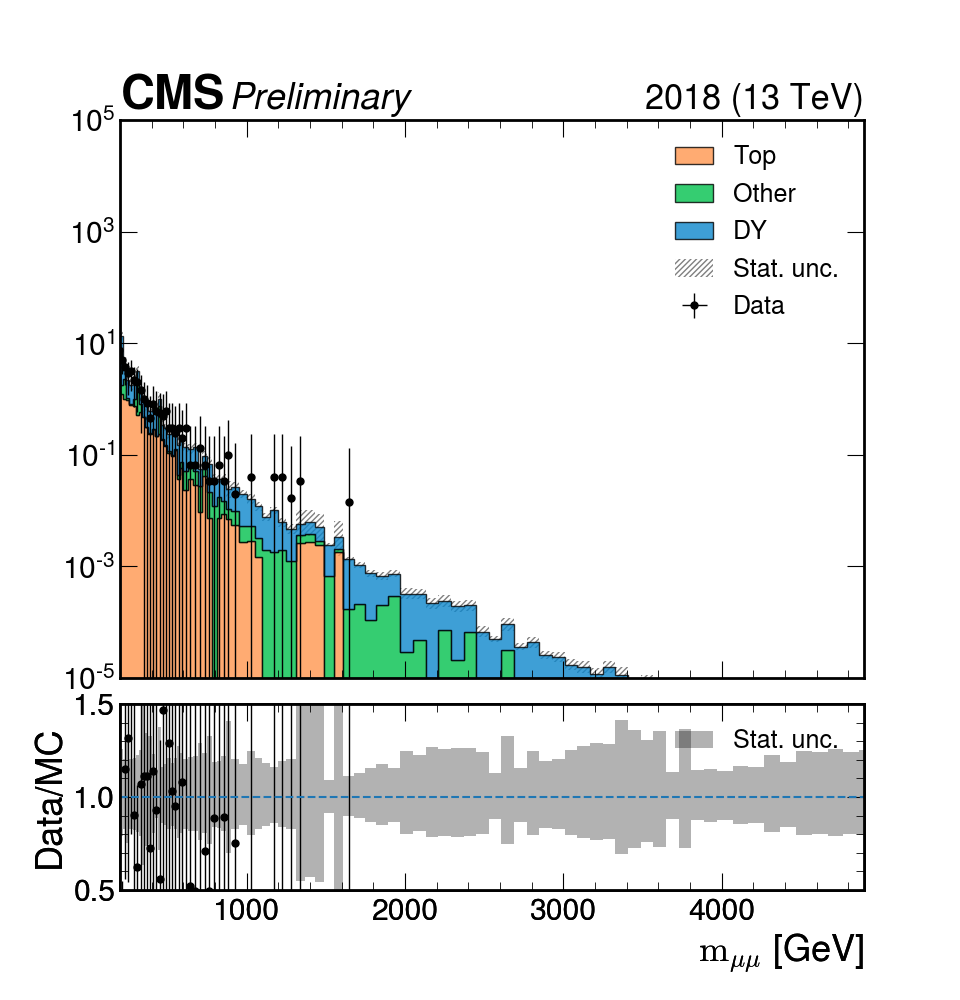 CMS Preliminary 2018 (13 TeV)
10^5
Top
Other
10^3
DY
Stat. unc.
Data
10^1
10^-1
10^-3
10^-5
1.5
Stat. unc.
Data/MC
1.0
0.5
1000 2000 3000 4000
m_μμ [GeV]